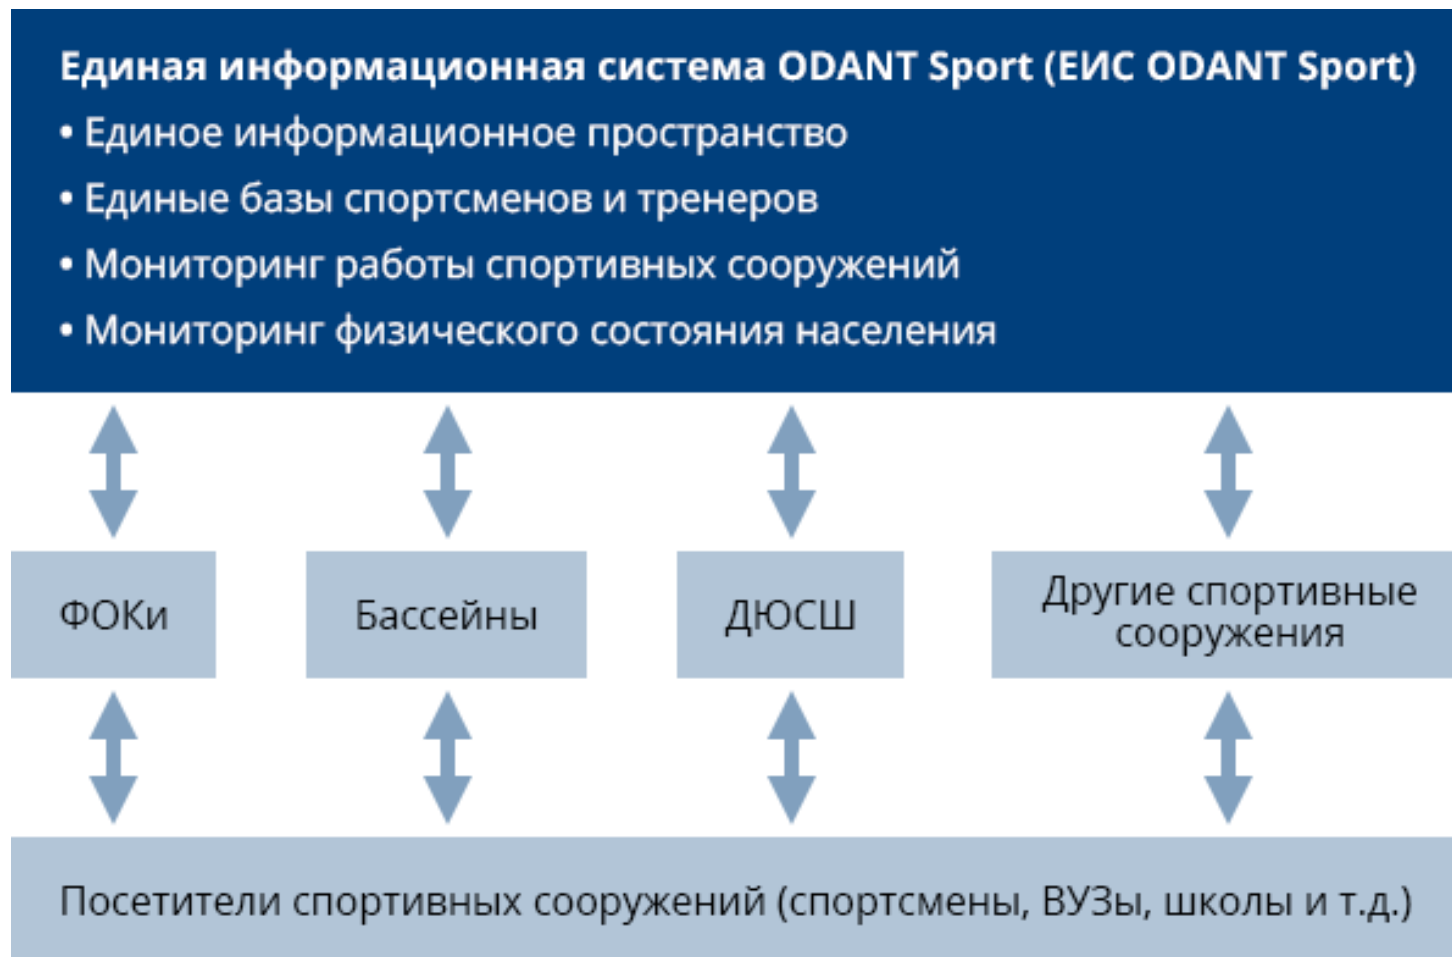 Единая информационная система ODANT Sport (ЕИС ODANT Sport)
• Единое информационное пространство
• Единые базы спортсменов и тренеров
• Мониторинг работы спортивных сооружений
• Мониторинг физического состояния населения
ФОКи
Бассейны
ДЮСШ
Другие спортивные
сооружения
Посетители спортивных сооружений (спортсмены, ВУЗы, школы и т.д.)